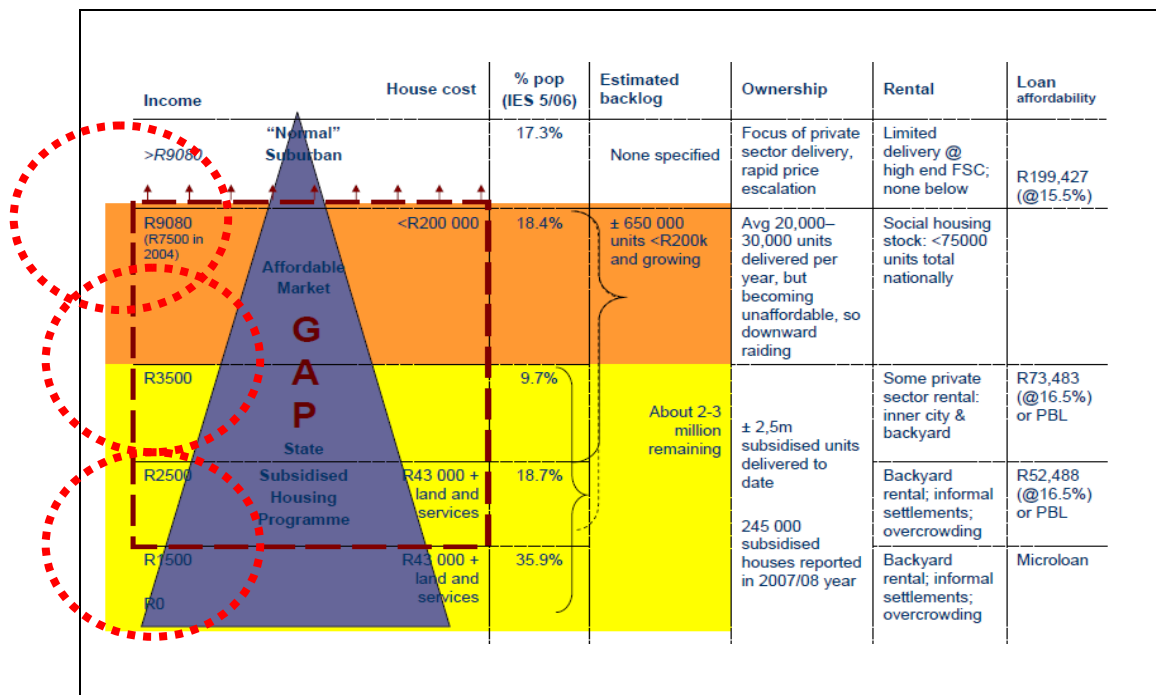 Income
House cost
% pop
(IES 5/06)
Estimated
backlog
Ownership
Rental
Loan
affordability
>R9080
“Normal”
Suburban
17.3%
None specified
Focus of private
sector delivery,
rapid price
escalation
Limited
delivery @
high end FSC;
none below
R199,427
(@15.5%)
R9080
(R7500 in
2004)
Affordable
Market
<R200 000
18.4%
± 650 000
units <R200k
and growing
Avg 20,000–
30,000 units
delivered per
year, but
becoming
unaffordable, so
downward
raiding
Social housing
stock: <75000
units total
nationally
G
A
P
R3500
9.7%
About 2-3
million
remaining
± 2,5m
subsidised units
delivered to
date
Some private
sector rental:
inner city &
backyard
R73,483
(@16.5%)
or PBL
State
Subsidised
Housing
Programme
R2500
R43 000 +
land and
services
18.7%
245 000
subsidised
houses reported
in 2007/08 year
Backyard
rental; informal
settlements;
overcrowding
R52,488
(@16.5%)
or PBL
R1500
R0
R43 000 +
land and
services
35.9%
Backyard
rental; informal
settlements;
overcrowding
Microloan